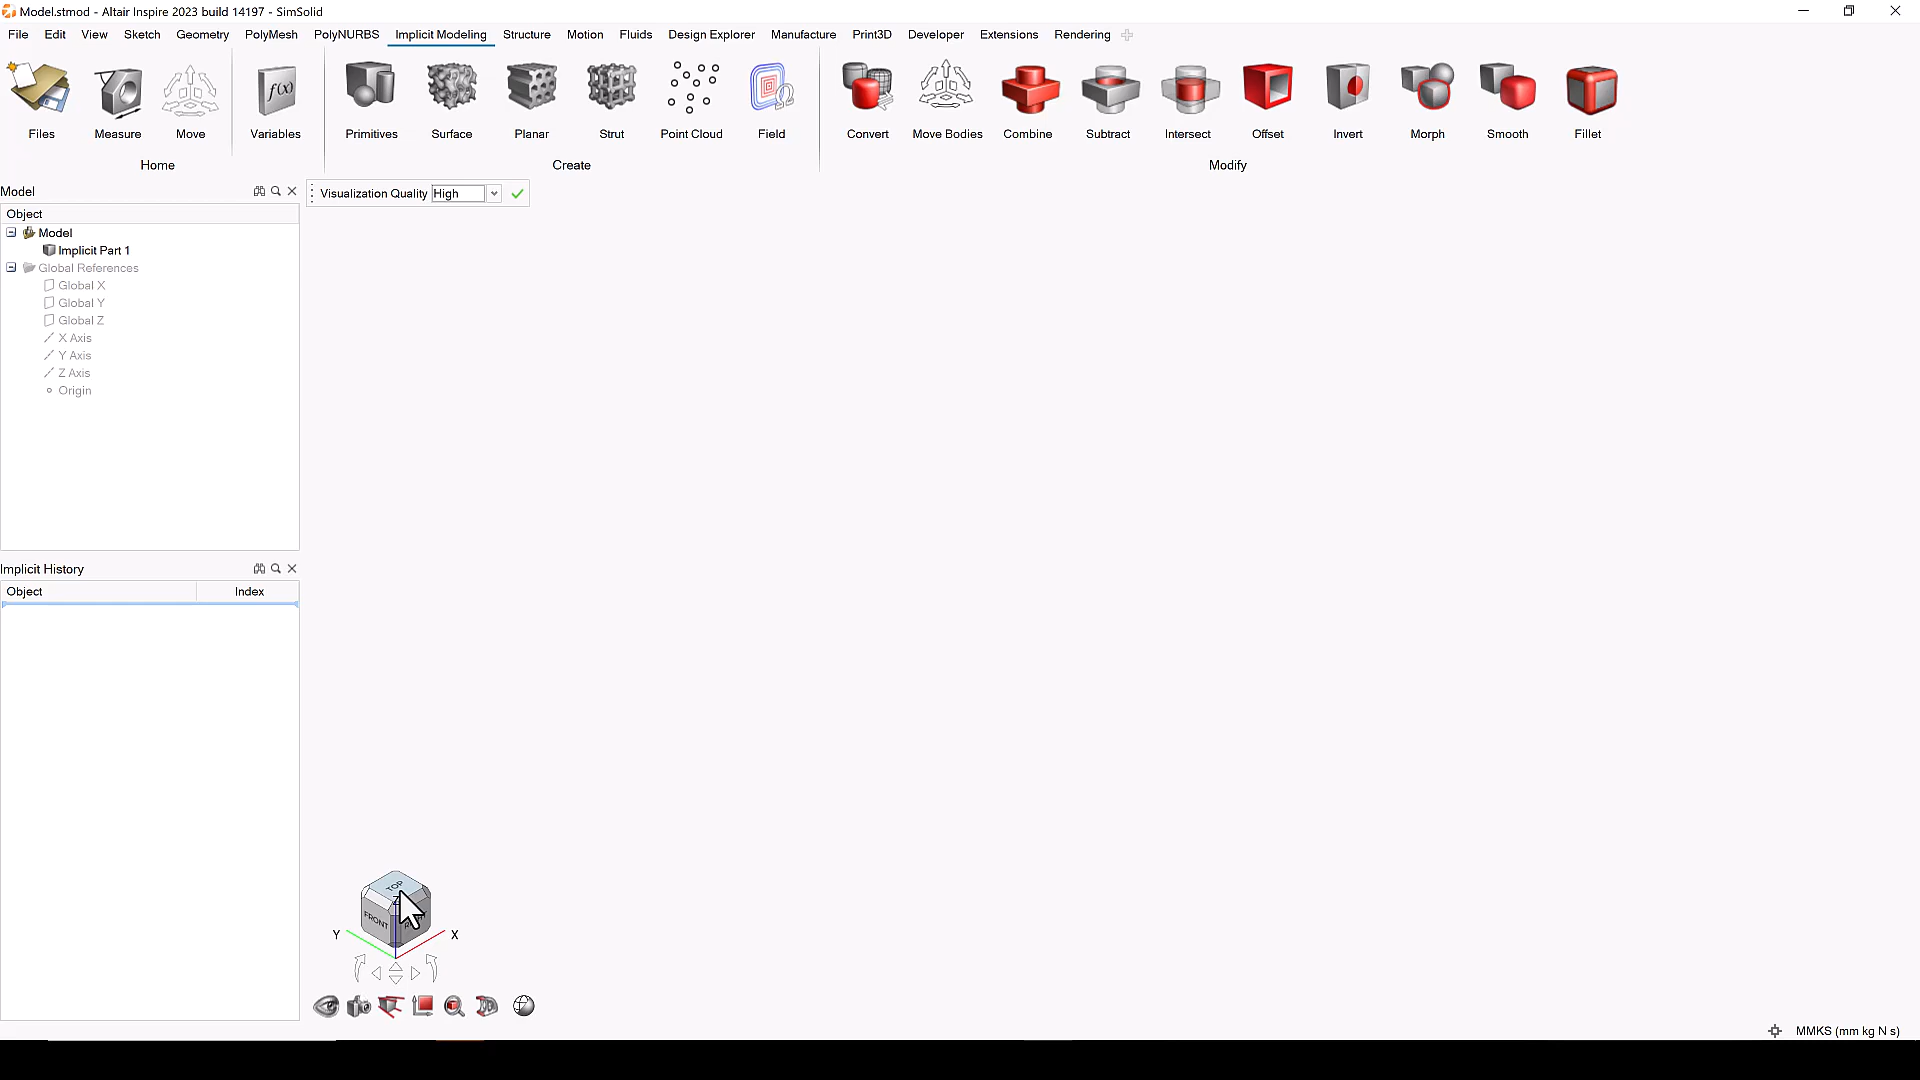 Model.stmod - Altair Inspire 2023 build 14197 - SimSolid
File Edit View Sketch Geometry PolyMesh PolyNURBS Implicit Modeling Structure Motion Fluids Design Explorer Manufacture Print3D Developer Extensions Rendering
f(x)
Files Measure Move Variables Primitives Surface Planar Strut Point Cloud Field Convert Move Bodies Combine Subtract Intersect Offset Invert Morph Smooth Fillet
Home Create Modify
Model
Visualization Quality High
Object
Model
Implicit Part 1
Global References
Global X
Global Y
Global Z
X Axis
Y Axis
Z Axis
Origin
Implicit History
Object Index
TOP
Z
FRONT
Y X
MMKS (mm kg N s)